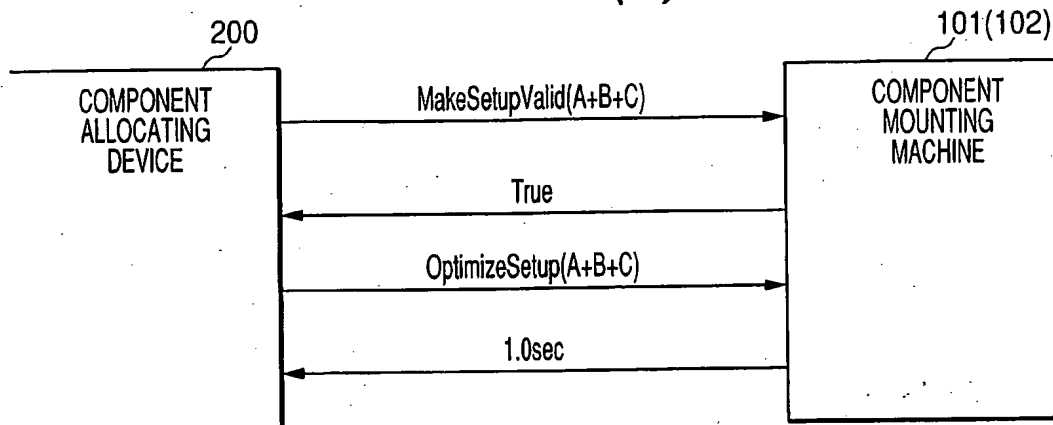 200
101(102)
COMPONENT
ALLOCATING
DEVICE
MakeSetupValid(A+B+C)
COMPONENT
MOUNTING
MACHINE
True
OptimizeSetup(A+B+C)
1.0sec